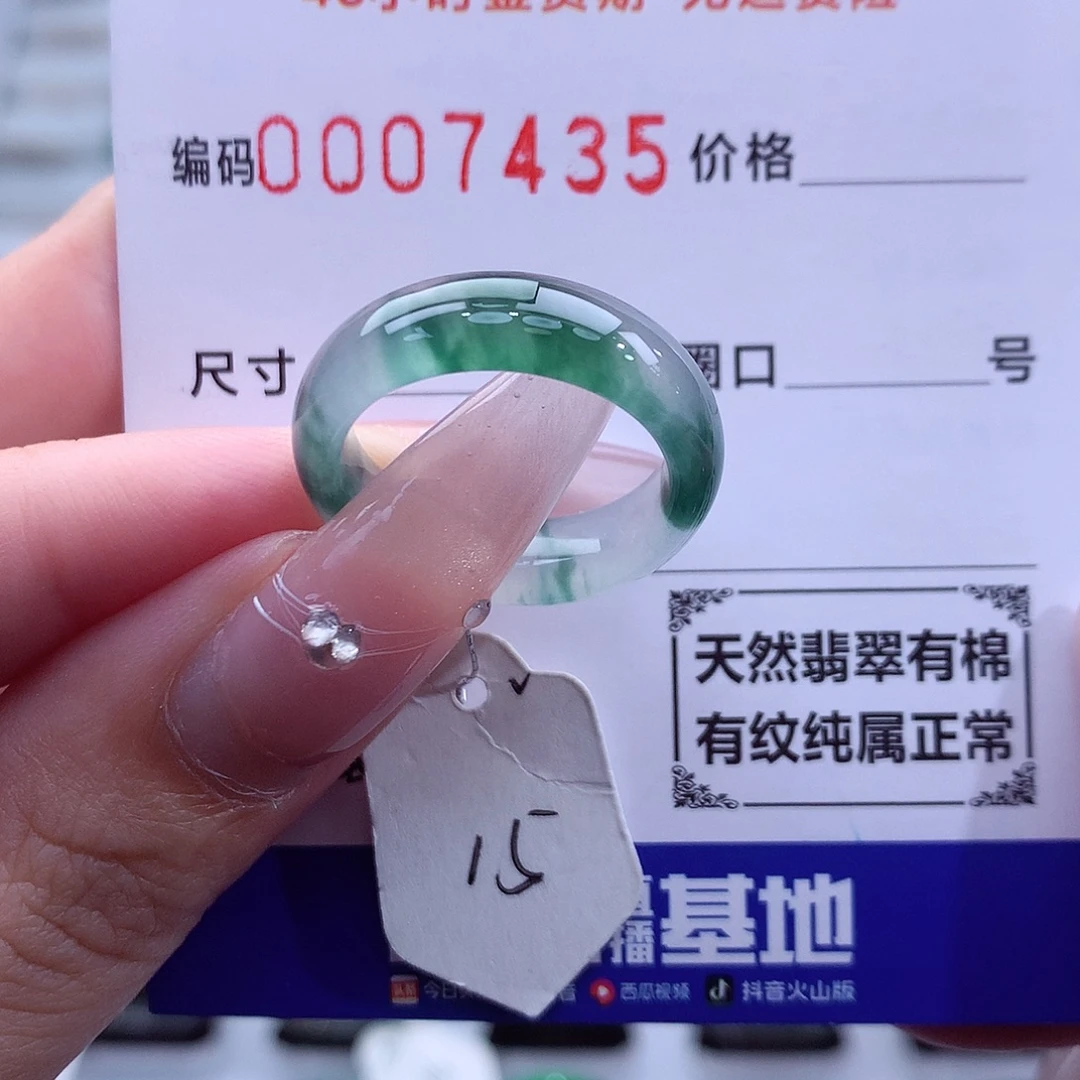 编码0007435 价格
尺寸 圈口 号
天然翡翠有棉
有纹纯属正常
15
播 基地
西瓜视频 抖音火山版